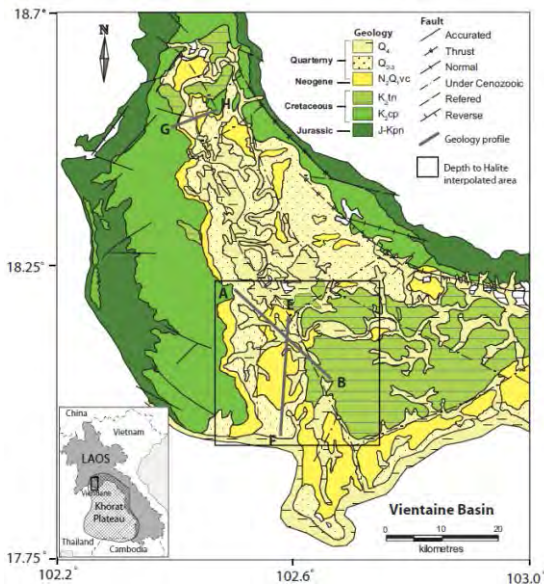 18.7°
18.25°
17.75°
102.2
102.6
103.0
N
Geology
Quarterny
Q₄
Q₂₋₃
Neogene
N₂Q₁vc
Cretaceous
K₂tn
K₂cp
Jurassic
J-Kpn
Fault
Accurated
Thrust
Normal
Under Cenozooic
Refered
Reverse
Geology profile
Depth to Halite
interpolated area
G
H
A
E
B
F
China
Vietnam
LAOS
Vientiane
Khorat
Plateau
Thailand
Cambodia
Vientaine Basin
0 10 20
kilometres